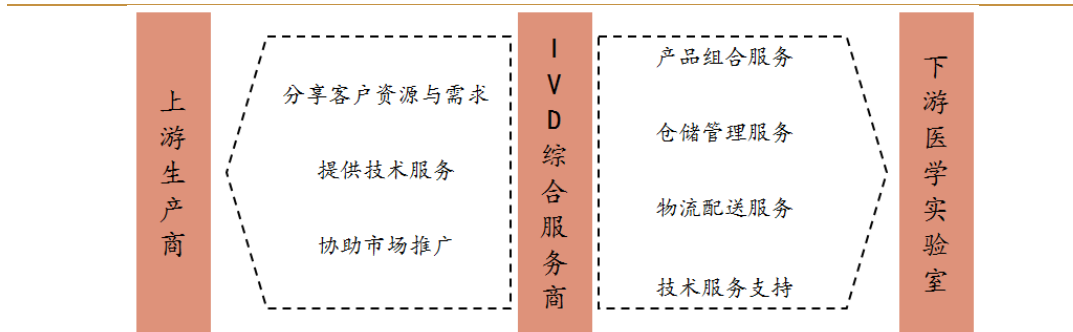 上游生产商
分享客户资源与需求
提供技术服务
协助市场推广
IVD综合服务商
产品组合服务
仓储管理服务
物流配送服务
技术服务支持
下游医学实验室